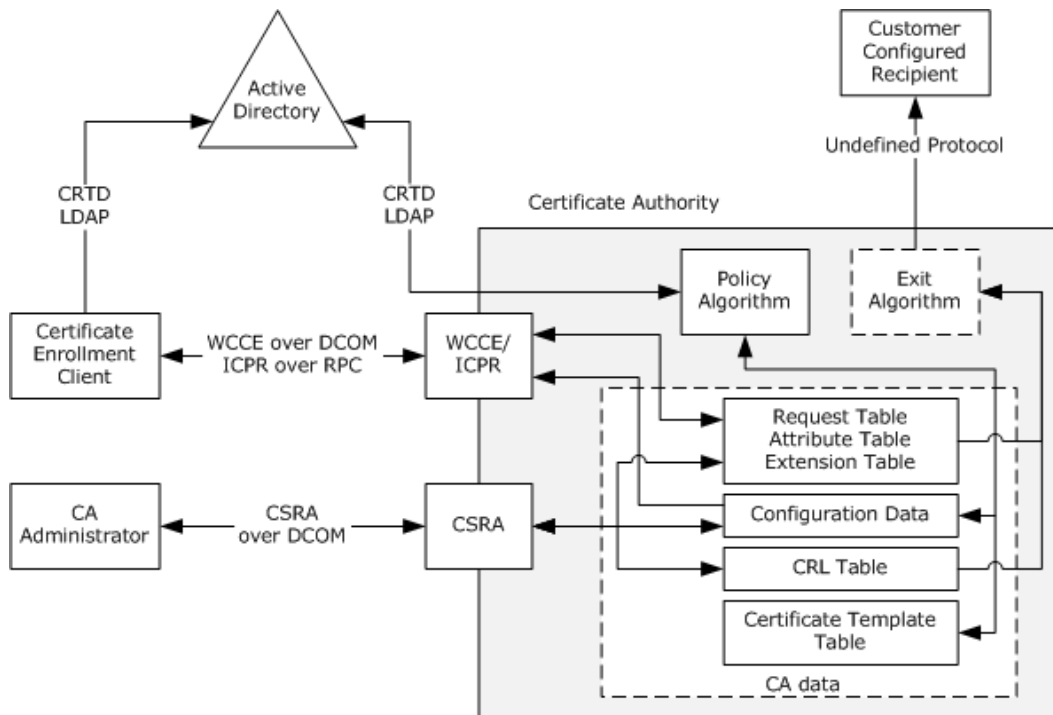 Customer
Configured
Recipient
Active
Directory
Undefined Protocol
CRTD
LDAP
CRTD
LDAP
Certificate Authority
Policy
Algorithm
Exit
Algorithm
Certificate
Enrollment
Client
WCCE over DCOM
ICPR over RPC
WCCE/
ICPR
Request Table
Attribute Table
Extension Table
CA
Administrator
CSRA
over DCOM
CSRA
Configuration Data
CRL Table
Certificate Template
Table
CA data